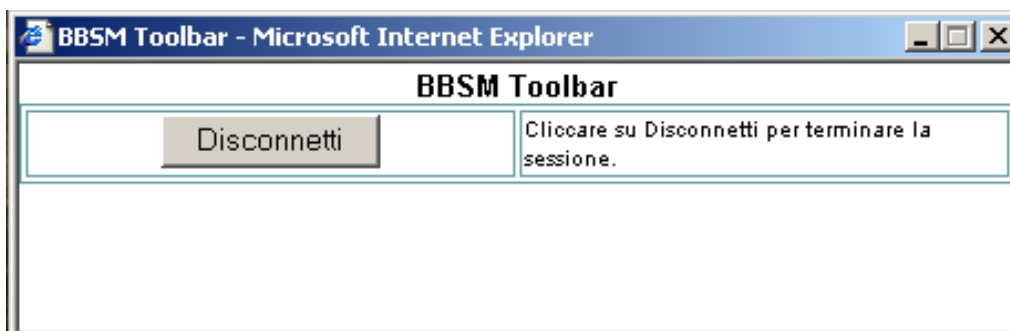 BBSM Toolbar - Microsoft Internet Explorer
BBSM Toolbar
Disconnetti
Cliccare su Disconnetti per terminare la
sessione.